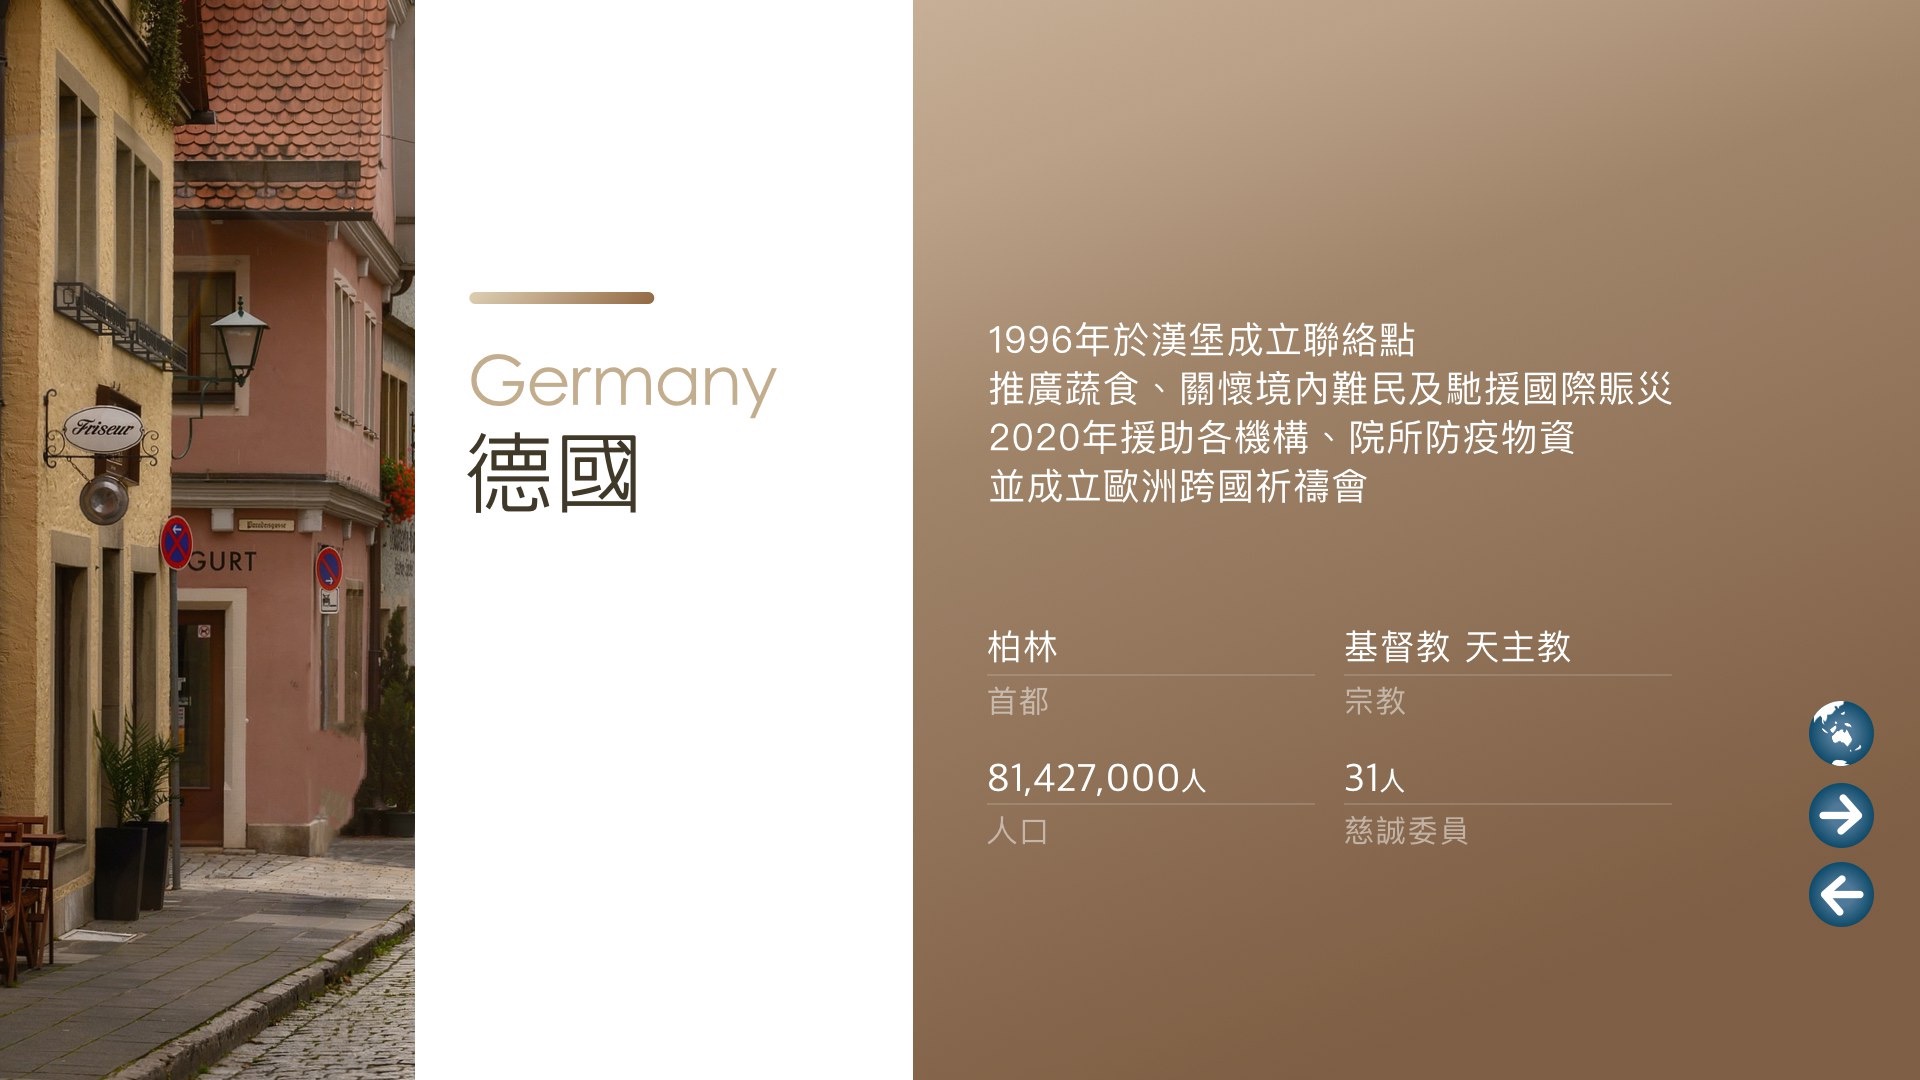 Friseur
GURT
Germany
德國
1996年於漢堡成立聯絡點
推廣蔬食、關懷境內難民及馳援國際賑災
2020年援助各機構、院所防疫物資
並成立歐洲跨國祈禱會
柏林
首都
基督教 天主教
宗教
81,427,000人
人口
31人
慈誠委員